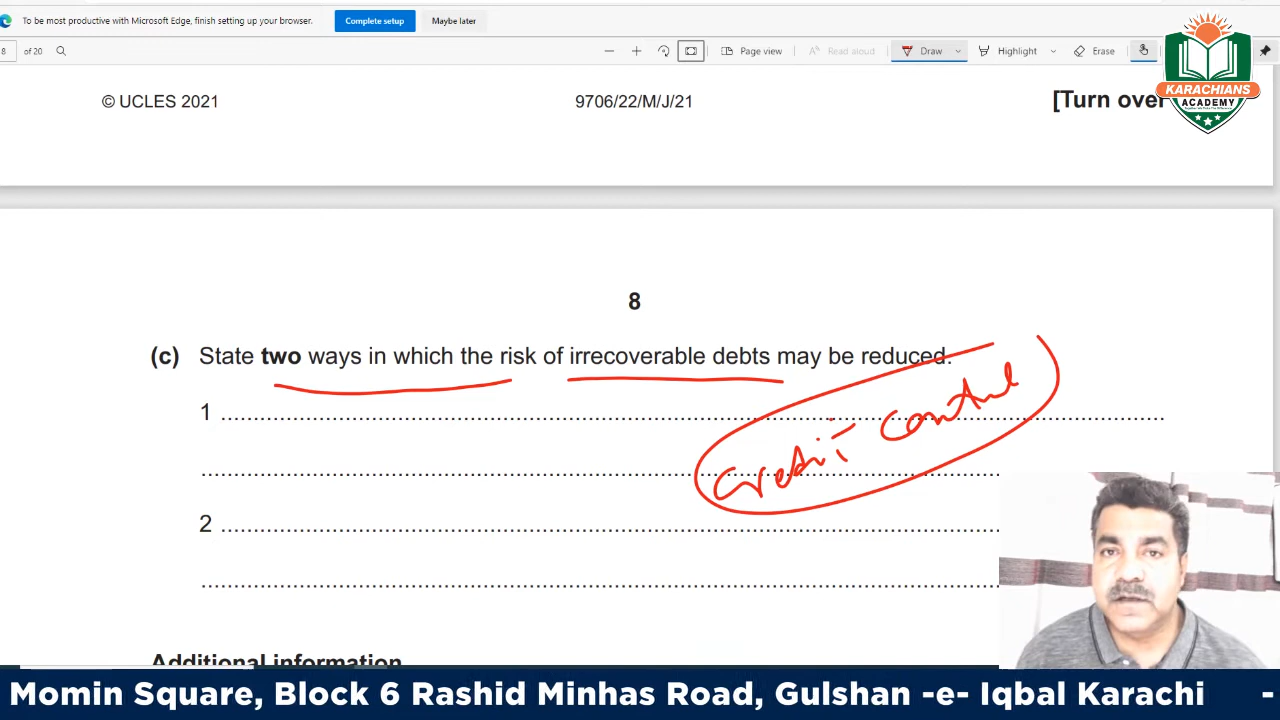 To be most productive with Microsoft Edge, finish setting up your browser.
Complete setup
Maybe later
8
of 20
Page view
Read aloud
Draw
Highlight
Erase
KARACHIANS
ACADEMY
© UCLES 2021
9706/22/M/J/21
[Turn over
8
(c) State two ways in which the risk of irrecoverable debts may be reduced.
1
credit control
2
Additional information
Momin Square, Block 6 Rashid Minhas Road, Gulshan -e- Iqbal Karachi -